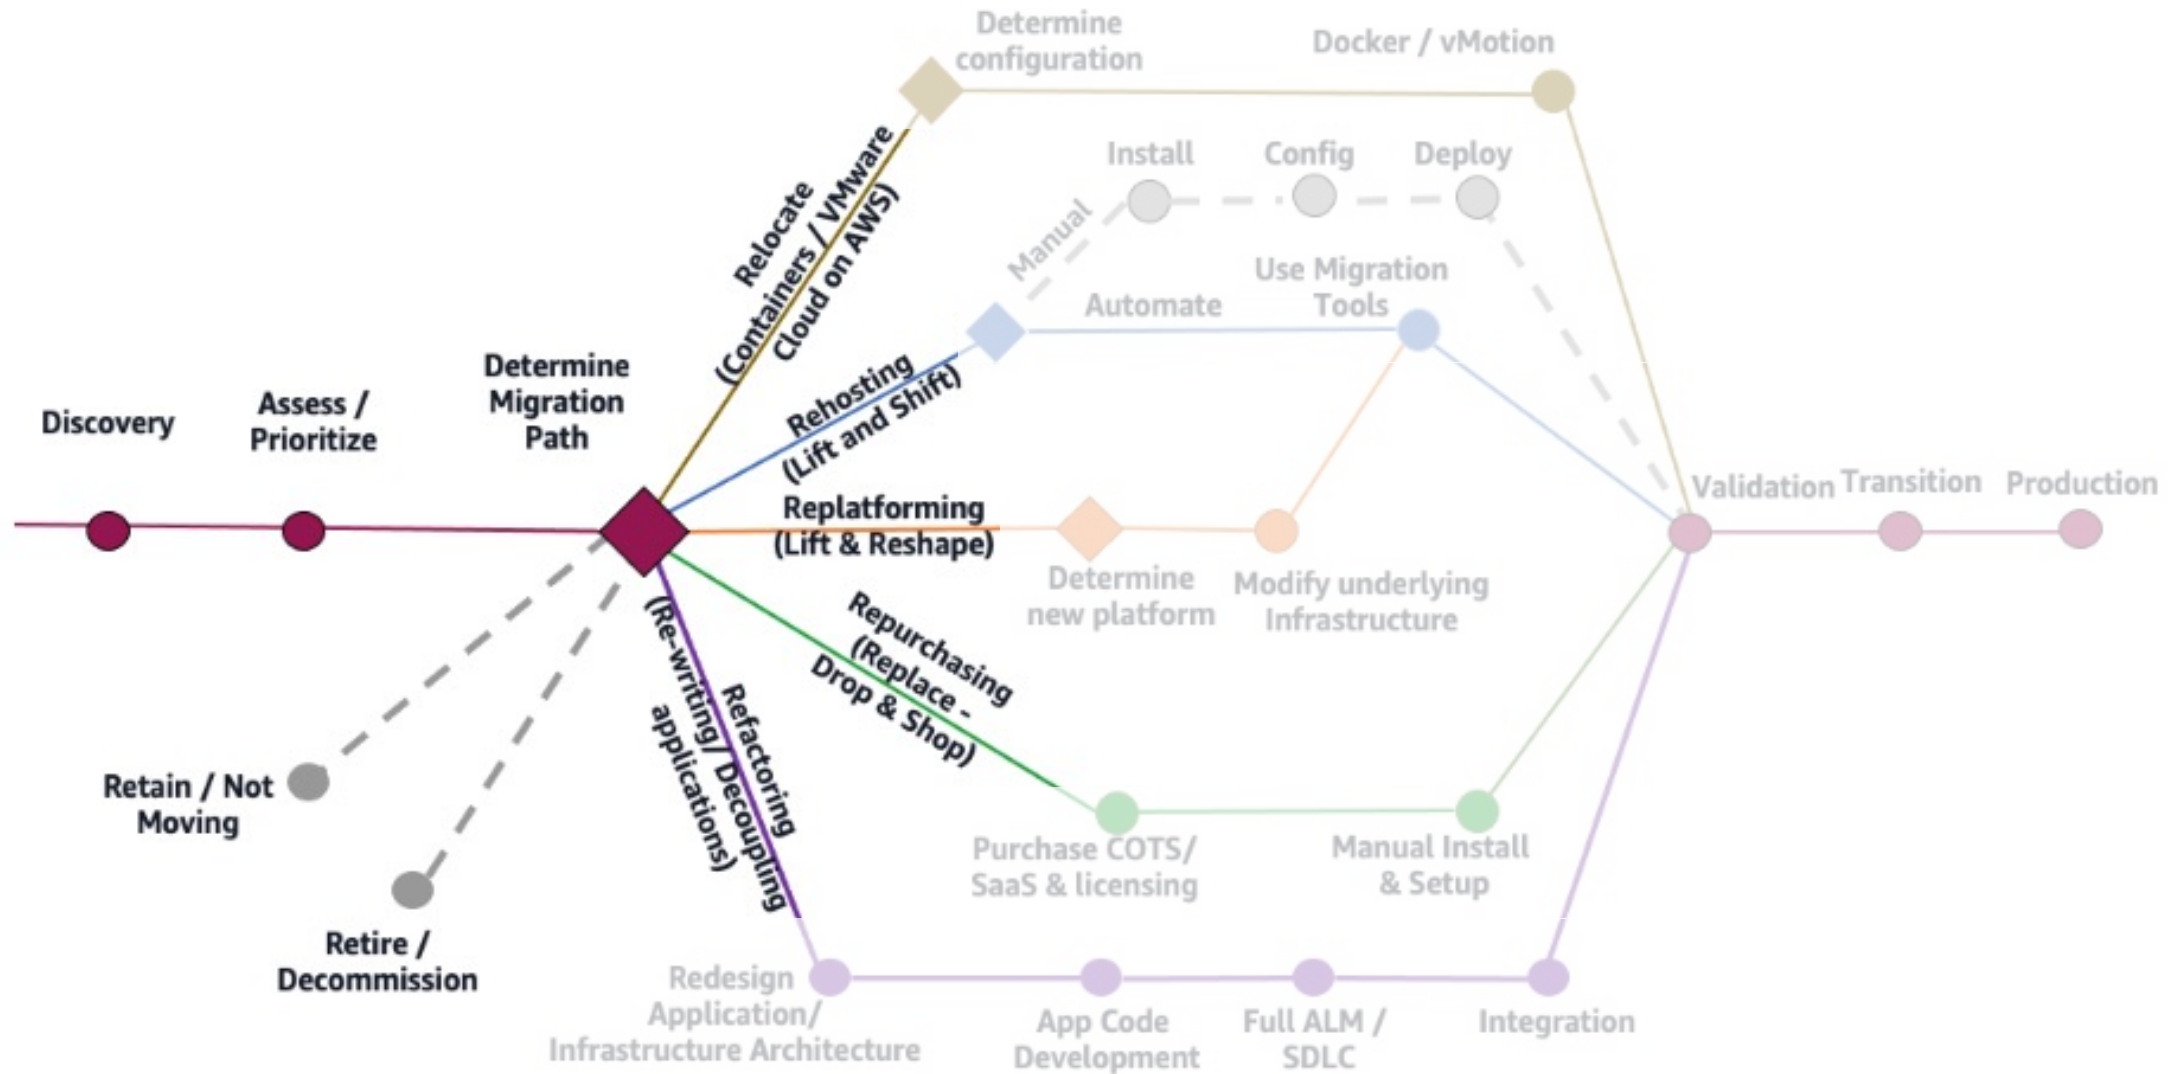 Determine
configuration
Docker / vMotion
Install
Config
Deploy
Manual
Use Migration
Tools
Automate
Relocate
(Containers / VMware
Cloud on AWS)
Rehosting
(Lift and Shift)
Determine
Migration
Path
Assess /
Prioritize
Discovery
Replatforming
(Lift & Reshape)
Determine
new platform
Modify underlying
Infrastructure
Validation
Transition
Production
Repurchasing
(Replace -
Drop & Shop)
Refactoring
(Re-writing/ Decoupling
applications)
Retain / Not
Moving
Retire /
Decommission
Purchase COTS/
SaaS & licensing
Manual Install
& Setup
Redesign
Application/
Infrastructure Architecture
App Code
Development
Full ALM /
SDLC
Integration